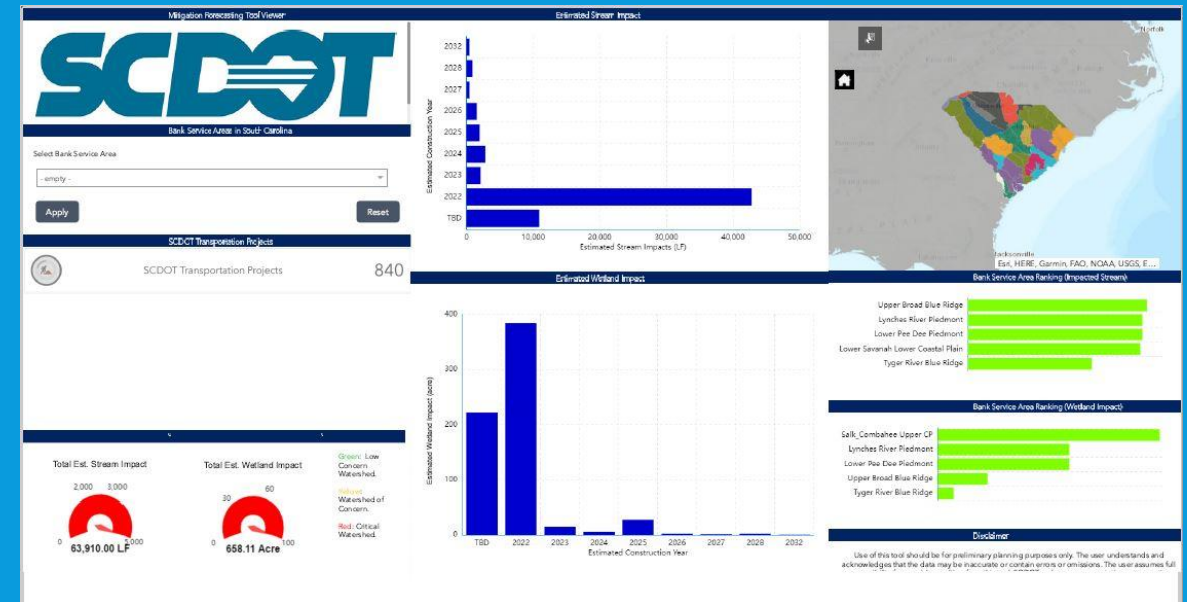 Mitigation Forecasting Tool Viewer
SCDOT
Bank Service Areas in South Carolina
Select Bank Service Area
- empty -
Apply
Reset
SCDOT Transportation Projects
SCDOT Transportation Projects
840
Total Est. Stream Impact
2,000 3,000
0 5,000
63,910.00 LF
Total Est. Wetland Impact
30 60
0 100
658.11 Acre
Green: Low
Concern
Watershed.
Yellow:
Watershed of
Concern.
Red: Critical
Watershed.
Estimated Stream Impact
Estimated Construction Year
2032
2028
2027
2026
2025
2024
2023
2022
TBD
0 10,000 20,000 30,000 40,000 50,000
Estimated Stream Impacts (LF)
Estimated Wetland Impact
Estimated Wetland Impact (acre)
400
300
200
100
0
TBD 2022 2023 2024 2025 2026 2027 2028 2032
Estimated Construction Year
Norfolk
Jacksonville
Esri, HERE, Garmin, FAO, NOAA, USGS, E...
Bank Service Area Ranking (Impacted Stream)
Upper Broad Blue Ridge
Lynches River Piedmont
Lower Pee Dee Piedmont
Lower Savanah Lower Coastal Plain
Tyger River Blue Ridge
Bank Service Area Ranking (Wetland Impact)
Salk_Combahee Upper CP
Lynches River Piedmont
Lower Pee Dee Piedmont
Upper Broad Blue Ridge
Tyger River Blue Ridge
Disclaimer
Use of this tool should be for preliminary planning purposes only. The user understands and
acknowledges that the data may be inaccurate or contain errors or omissions. The user assumes full